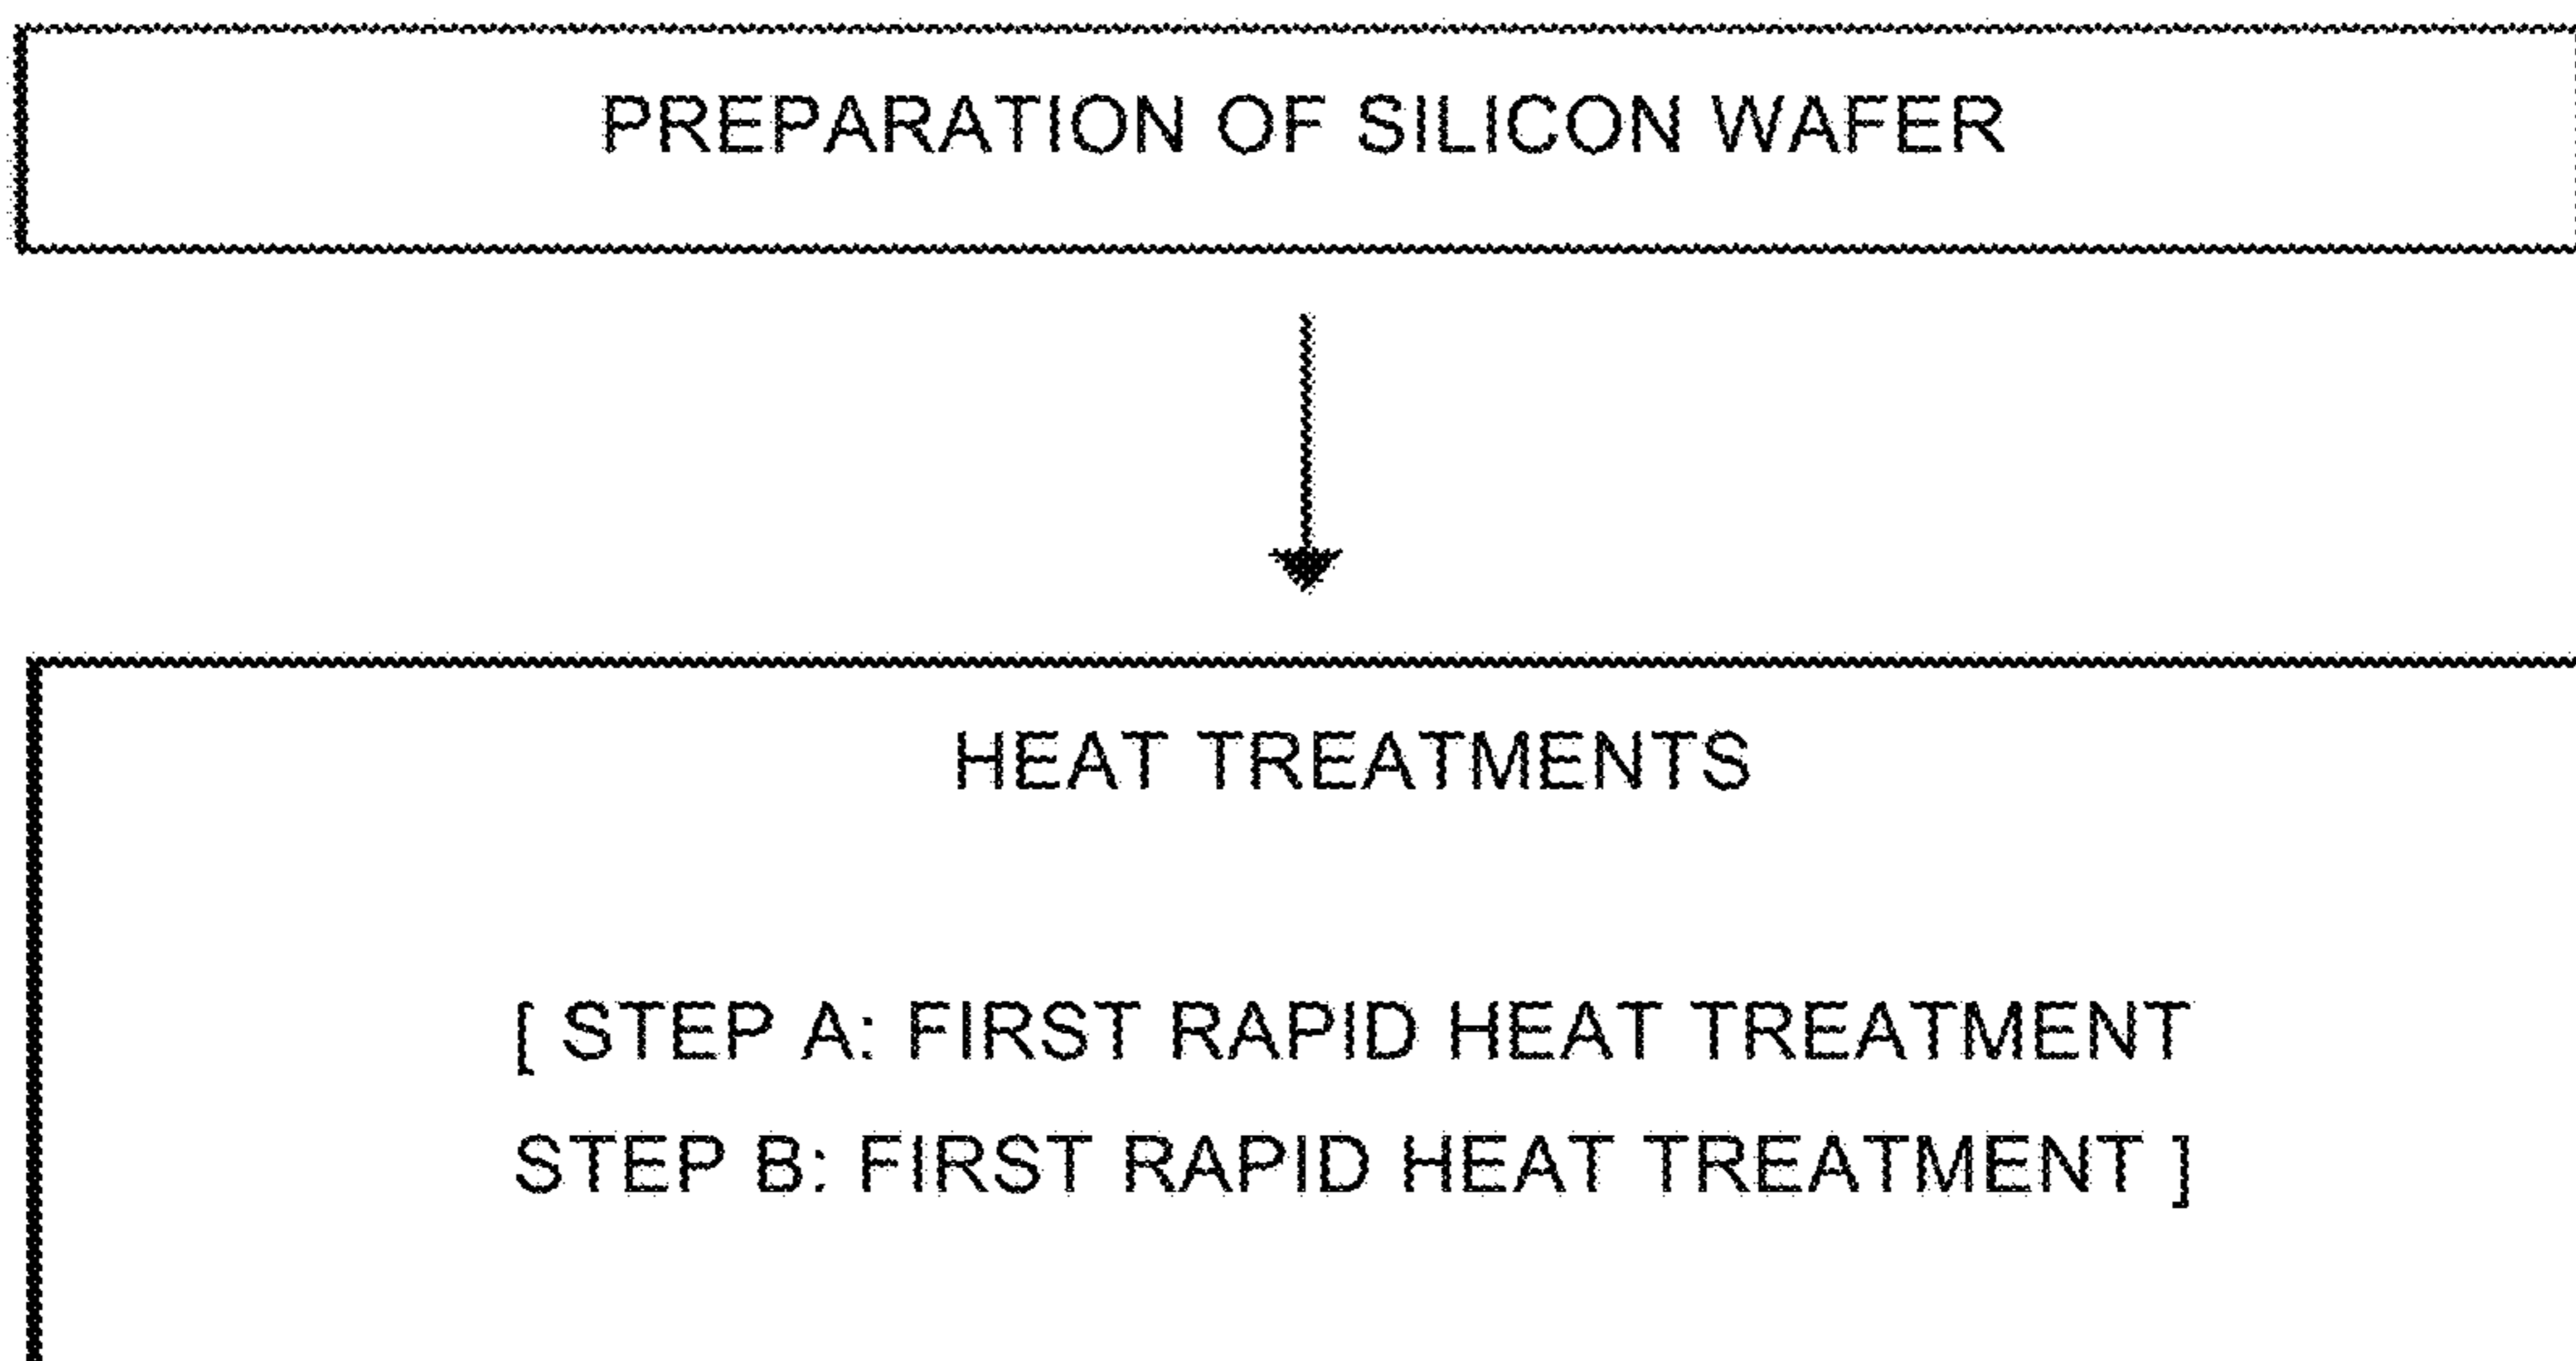 PREPARATION OF SILICON WAFER
HEAT TREATMENTS
[ STEP A: FIRST RAPID HEAT TREATMENT
STEP B: FIRST RAPID HEAT TREATMENT ]